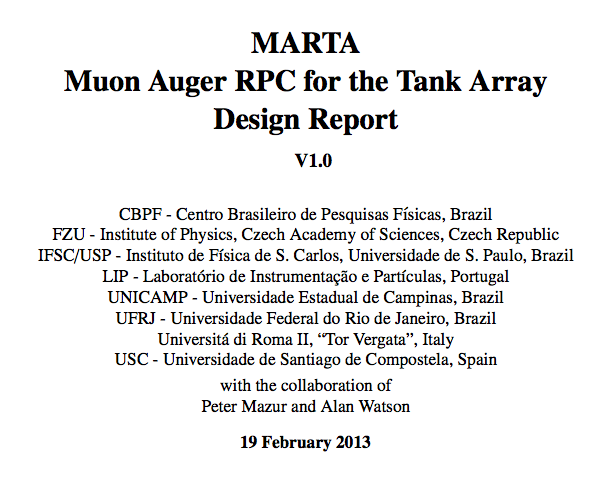 MARTA
Muon Auger RPC for the Tank Array
Design Report
V1.0
CBPF - Centro Brasileiro de Pesquisas Físicas, Brazil
FZU - Institute of Physics, Czech Academy of Sciences, Czech Republic
IFSC/USP - Instituto de Física de S. Carlos, Universidade de S. Paulo, Brazil
LIP - Laboratório de Instrumentação e Partículas, Portugal
UNICAMP - Universidade Estadual de Campinas, Brazil
UFRJ - Universidade Federal do Rio de Janeiro, Brazil
Universitá di Roma II, “Tor Vergata”, Italy
USC - Universidade de Santiago de Compostela, Spain
with the collaboration of
Peter Mazur and Alan Watson
19 February 2013